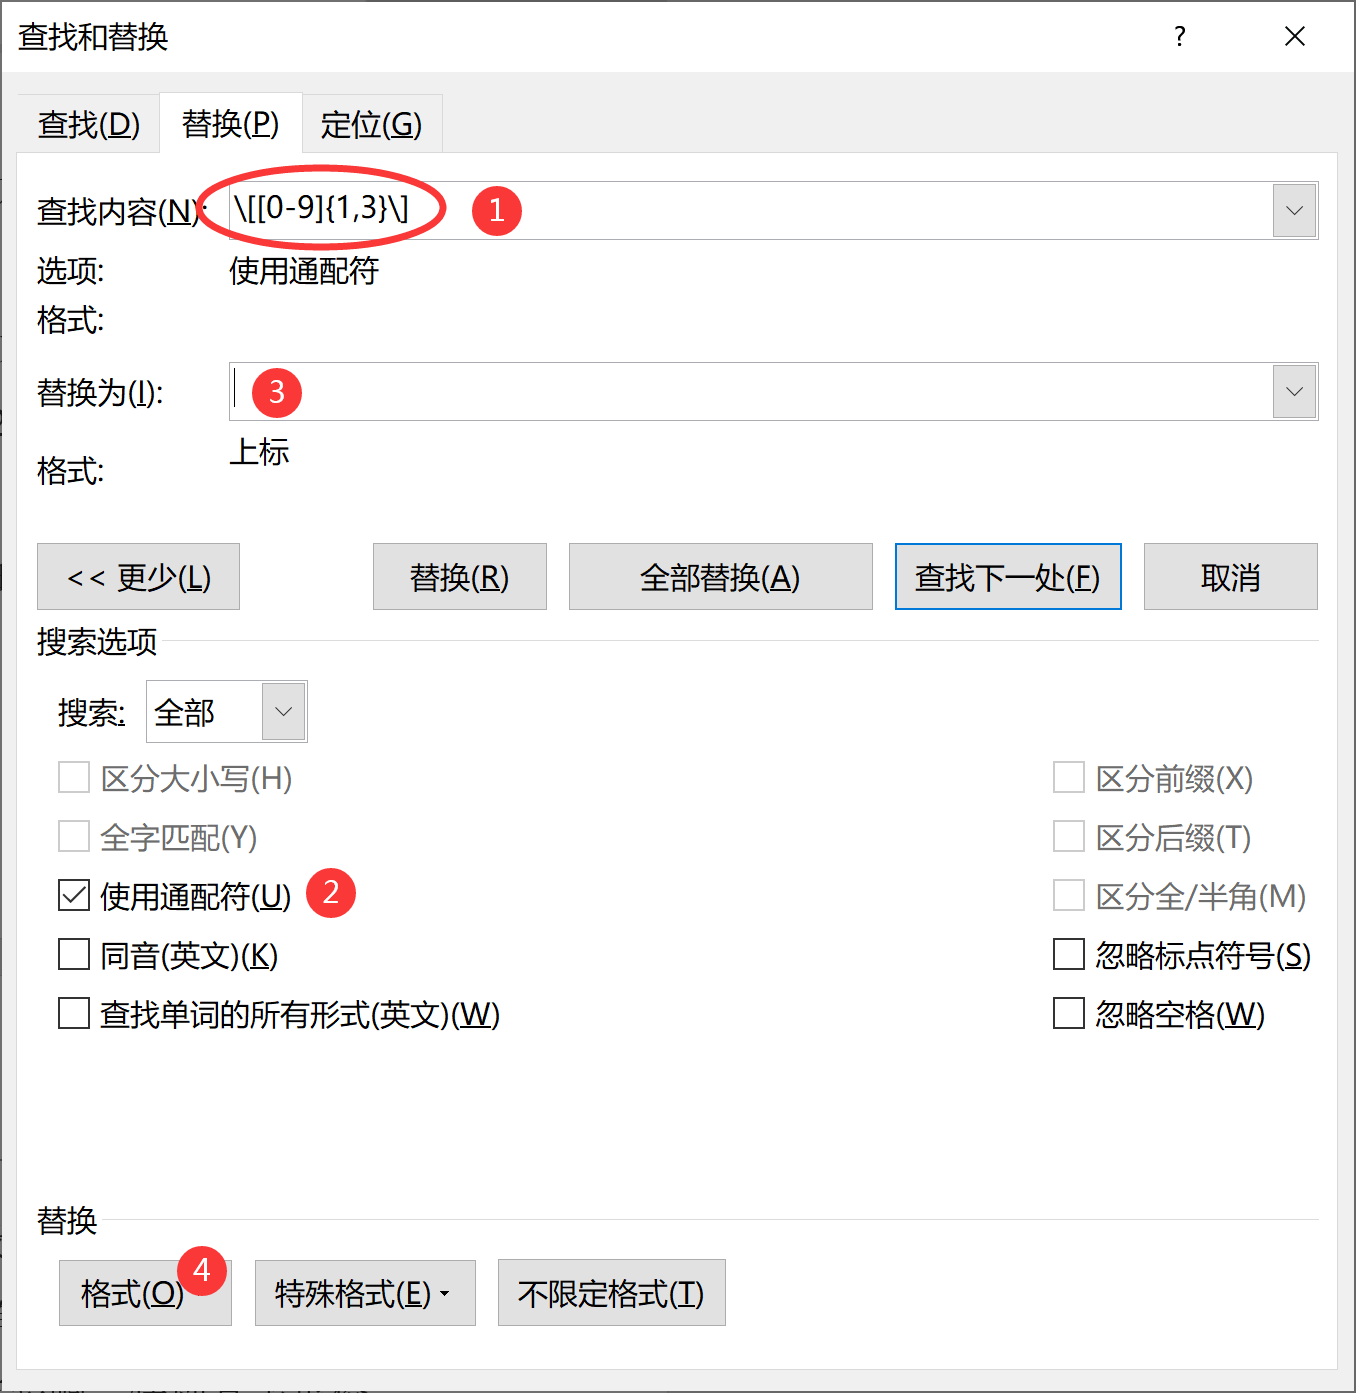 查找和替换 ?
查找(D) 替换(P) 定位(G)
查找内容(N): \[[0-9]{1,3}\] 1
选项: 使用通配符
格式:
替换为(I): 3
上标
格式:
<< 更少(L) 替换(R) 全部替换(A) 查找下一处(F) 取消
搜索选项
搜索: 全部
区分大小写(H) 区分前缀(X)
全字匹配(Y) 区分后缀(T)
使用通配符(U) 2 区分全/半角(M)
同音(英文)(K) 忽略标点符号(S)
查找单词的所有形式(英文)(W) 忽略空格(W)
替换
格式(O) 4 特殊格式(E) 不限定格式(T)